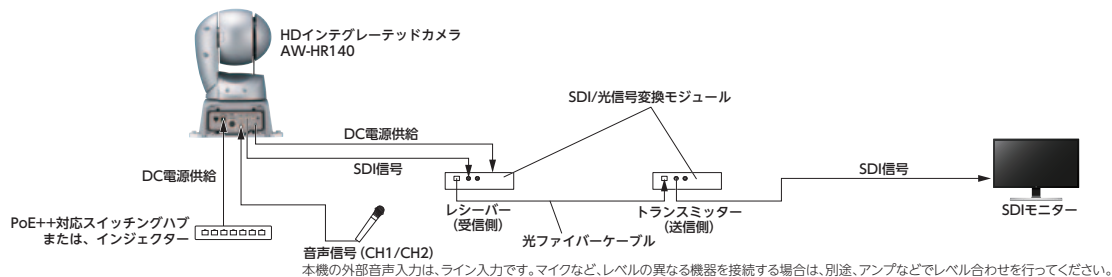 HDインテグレーテッドカメラ
AW-HR140
SDI/光信号変換モジュール
DC電源供給
SDI信号
DC電源供給
SDI信号
PoE++対応スイッチングハブ
または、インジェクター
音声信号(CH1/CH2)
レシーバー
(受信側)
光ファイバーケーブル
トランスミッター
(送信側)
SDIモニター
本機の外部音声入力は、ライン入力です。マイクなど、レベルの異なる機器を接続する場合は、別途、アンプなどでレベル合わせを行ってください。